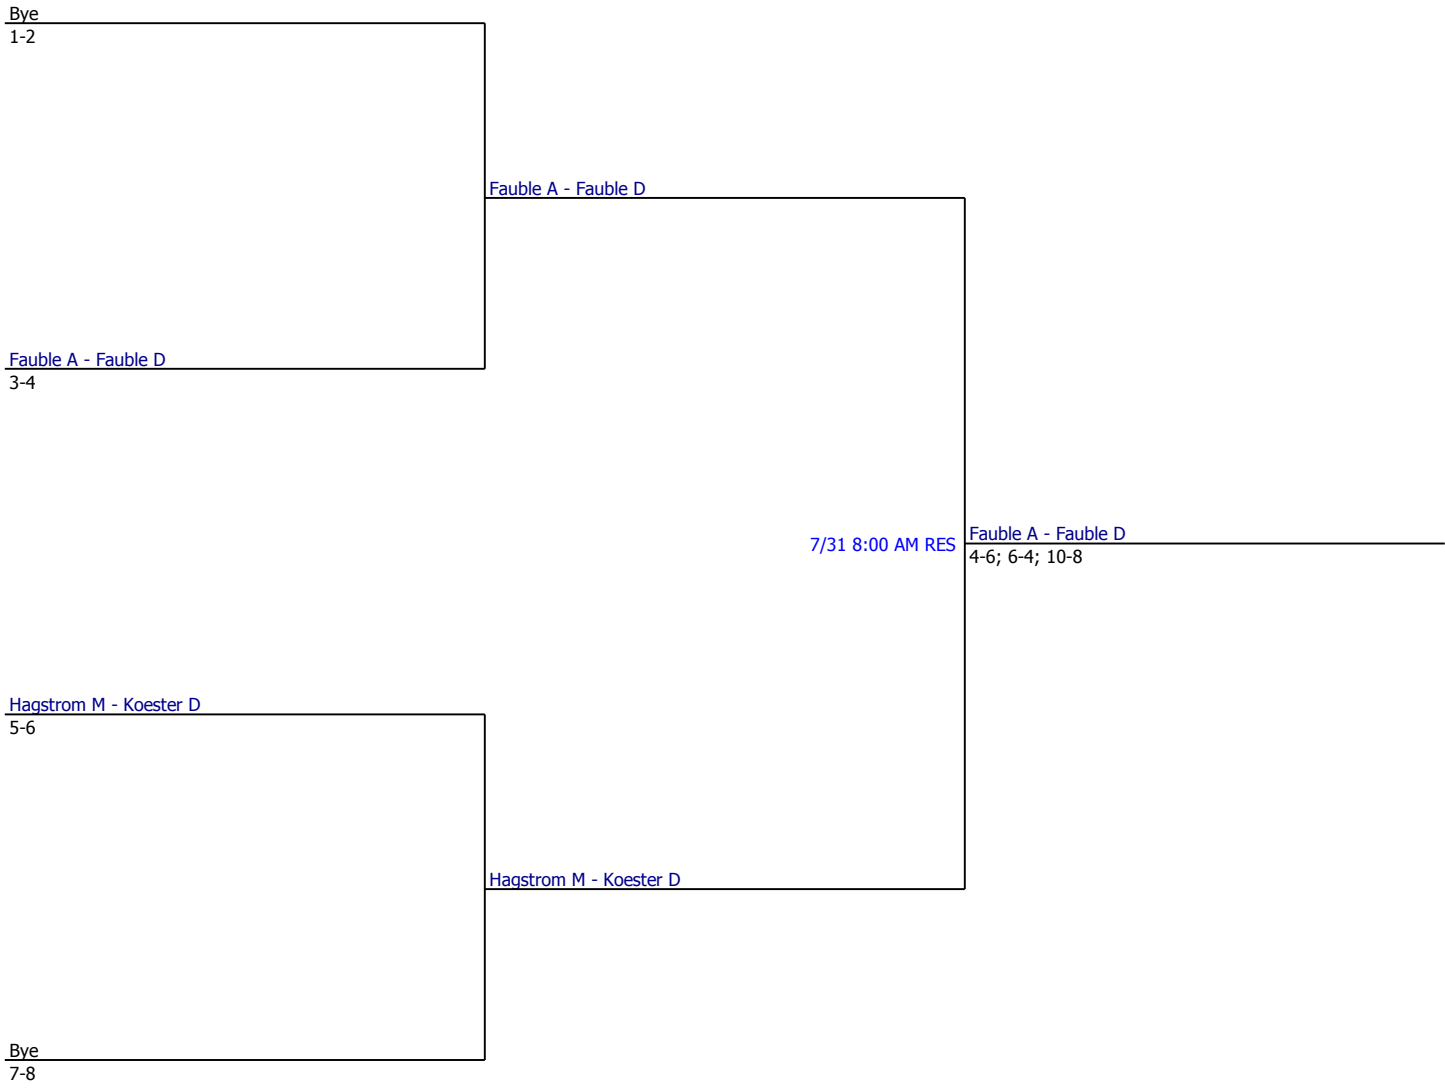 Bye
1-2
Fauble A - Fauble D
Fauble A - Fauble D
3-4
7/31 8:00 AM RES
Fauble A - Fauble D
4-6; 6-4; 10-8
Hagstrom M - Koester D
5-6
Hagstrom M - Koester D
Bye
7-8